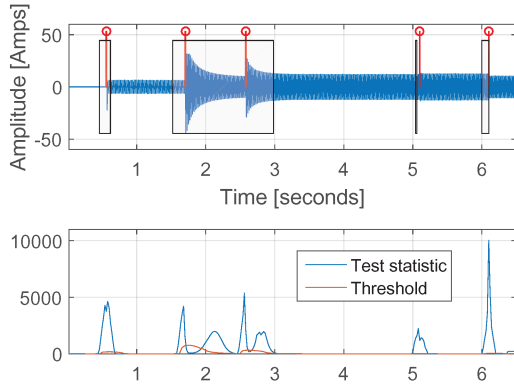 50
0
-50
Amplitude [Amps]
1 2 3 4 5 6
Time [seconds]
10000
5000
0
Test statistic
Threshold
1 2 3 4 5 6